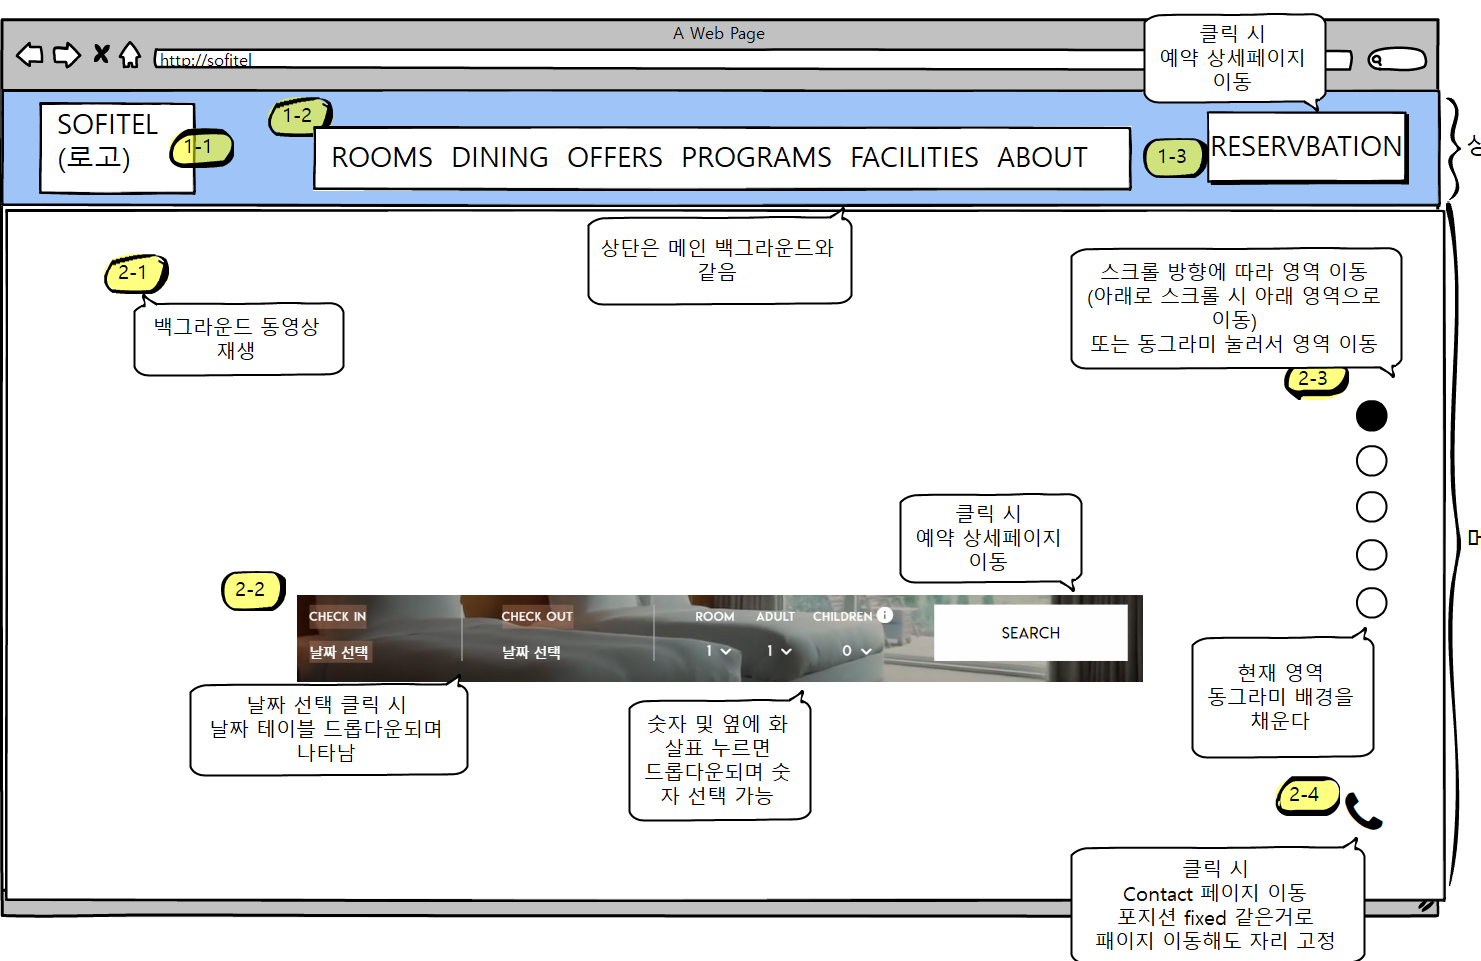 A Web Page
http://sofitel
클릭 시
예약 상세페이지
이동
SOFITEL
(로고)
1-1
1-2
ROOMS DINING OFFERS PROGRAMS FACILITIES ABOUT
1-3
RESERVBATION
상
상단은 메인 백그라운드와
같음
2-1
백그라운드 동영상
재생
스크롤 방향에 따라 영역 이동
(아래로 스크롤 시 아래 영역으로
이동)
또는 동그라미 눌러서 영역 이동
2-3
클릭 시
예약 상세페이지
이동
2-2
CHECK IN CHECK OUT ROOM ADULT CHILDREN i
날짜 선택 날짜 선택 1 1 0
SEARCH
날짜 선택 클릭 시
날짜 테이블 드롭다운되며
나타남
숫자 및 옆에 화
살표 누르면
드롭다운되며 숫
자 선택 가능
현재 영역
동그라미 배경을
채운다
2-4
클릭 시
Contact 페이지 이동
포지션 fixed 같은거로
패이지 이동해도 자리 고정